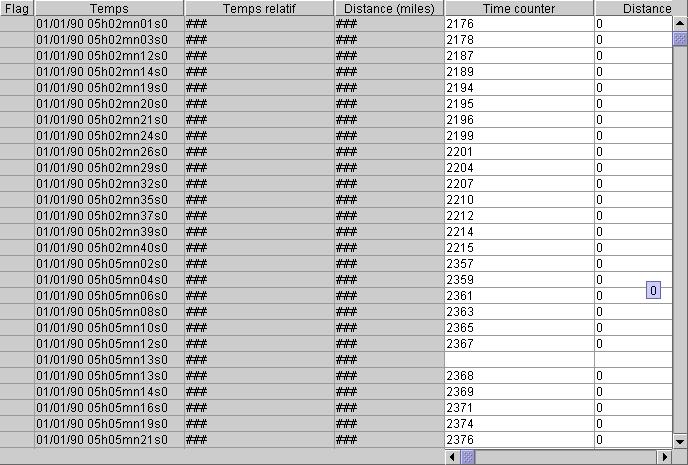 Flag Temps Temps relatif Distance (miles) Time counter Distance
01/01/90 05h02mn01s0 ### ### 2176 0
01/01/90 05h02mn03s0 ### ### 2178 0
01/01/90 05h02mn12s0 ### ### 2187 0
01/01/90 05h02mn14s0 ### ### 2189 0
01/01/90 05h02mn19s0 ### ### 2194 0
01/01/90 05h02mn20s0 ### ### 2195 0
01/01/90 05h02mn21s0 ### ### 2196 0
01/01/90 05h02mn24s0 ### ### 2199 0
01/01/90 05h02mn26s0 ### ### 2201 0
01/01/90 05h02mn29s0 ### ### 2204 0
01/01/90 05h02mn32s0 ### ### 2207 0
01/01/90 05h02mn35s0 ### ### 2210 0
01/01/90 05h02mn37s0 ### ### 2212 0
01/01/90 05h02mn39s0 ### ### 2214 0
01/01/90 05h02mn40s0 ### ### 2215 0
01/01/90 05h05mn02s0 ### ### 2357 0
01/01/90 05h05mn04s0 ### ### 2359 0
01/01/90 05h05mn06s0 ### ### 2361 0 0
01/01/90 05h05mn08s0 ### ### 2363 0
01/01/90 05h05mn10s0 ### ### 2365 0
01/01/90 05h05mn12s0 ### ### 2367 0
01/01/90 05h05mn13s0 ### ###
01/01/90 05h05mn13s0 ### ### 2368 0
01/01/90 05h05mn14s0 ### ### 2369 0
01/01/90 05h05mn16s0 ### ### 2371 0
01/01/90 05h05mn19s0 ### ### 2374 0
01/01/90 05h05mn21s0 ### ### 2376 0